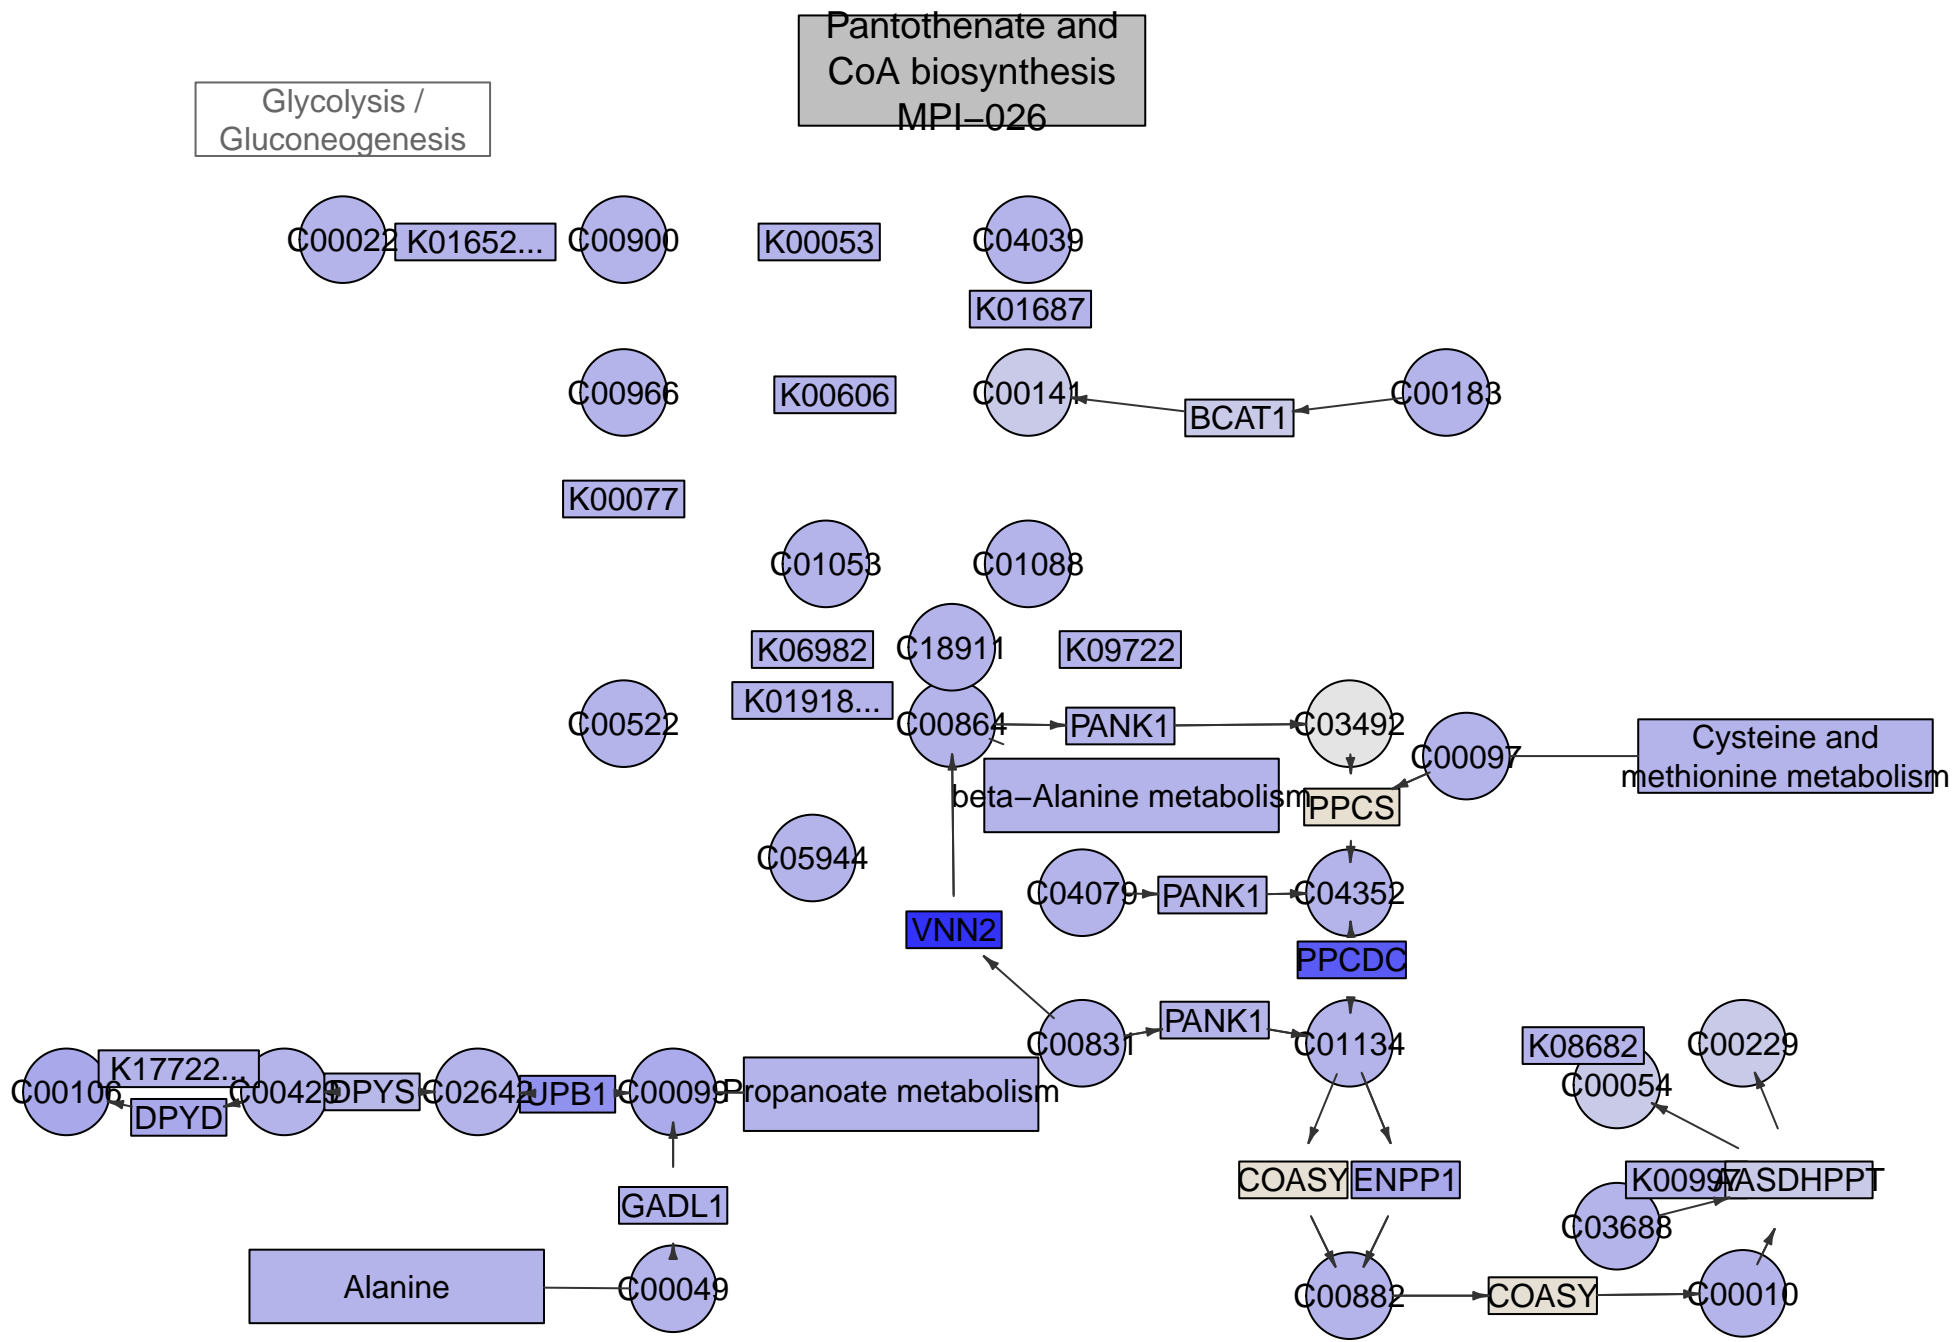 Pantothenate and
CoA biosynthesis
MPI−026
Glycolysis /
Gluconeogenesis
C00022
K01652...
C00900
K00053
C04039
K01687
C00966
K00606
C00141
BCAT1
C00183
K00077
C01053
C01088
K06982
C18911
K09722
K01918...
C00522
C00864
PANK1
C03492
C00097
Cysteine and
methionine metabolism
beta−Alanine metabolism
PPCS
C05944
C04079
PANK1
C04352
VNN2
PPCDC
C00831
PANK1
C01134
K08682
C00229
C00054
K17722...
C00106
DPYD
C00429
DPYS
C02642
UPB1
C00099
Propanoate metabolism
COASY
ENPP1
K00997
AASDHPPT
GADL1
C03688
Alanine
C00049
C00882
COASY
C00010